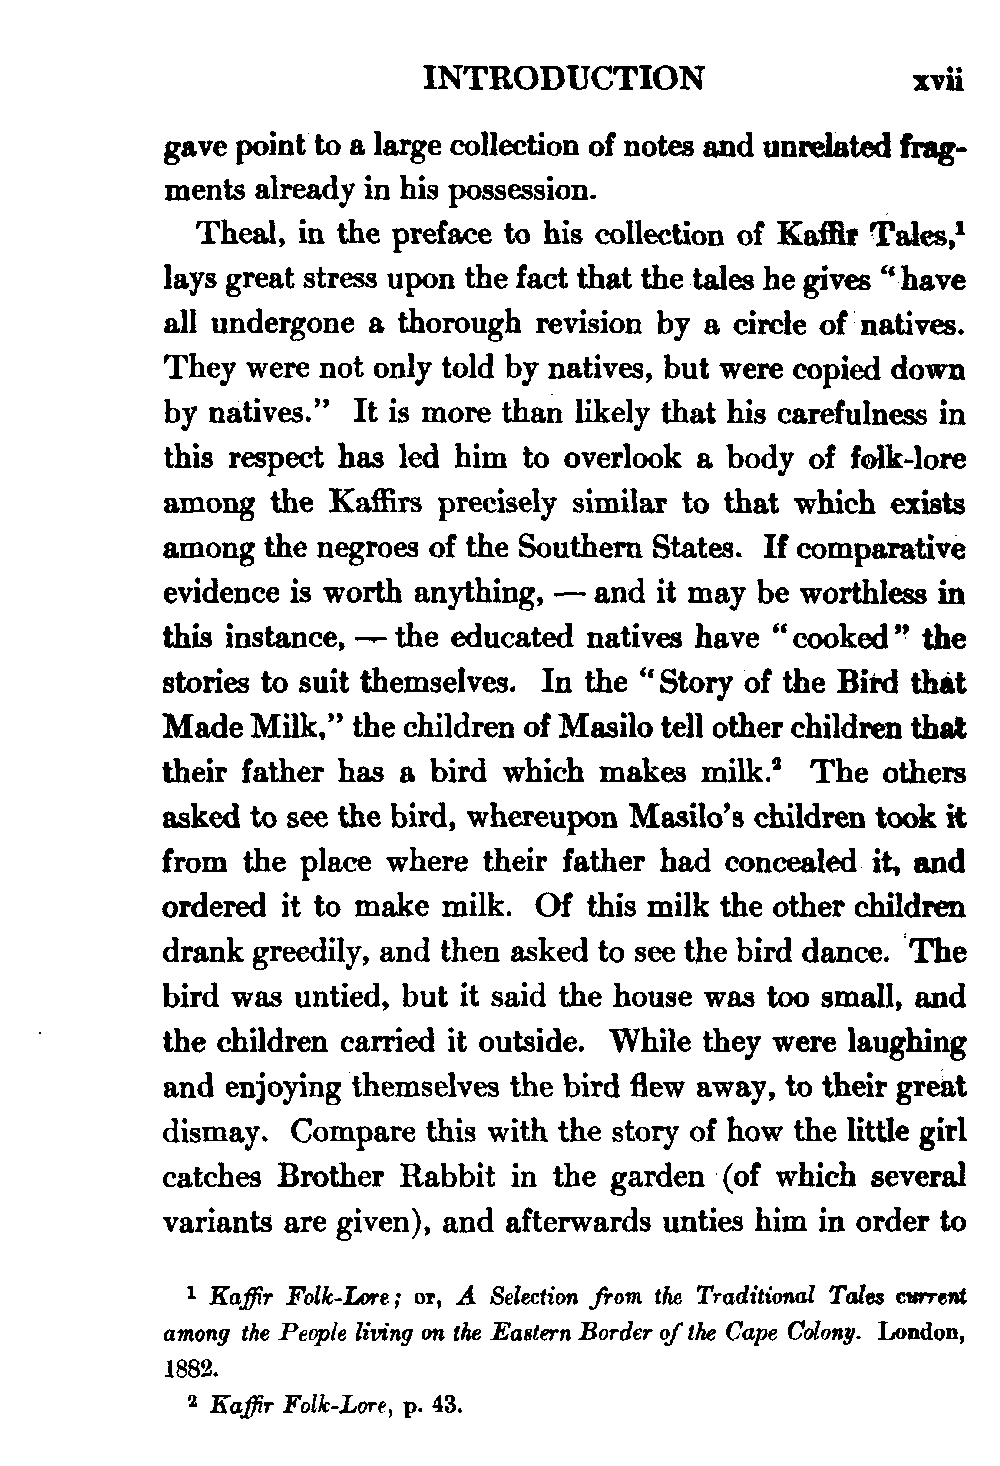 INTRODUCTION xvii
gave point to a large collection of notes and unrelated frag-
ments already in his possession.
Theal, in the preface to his collection of Kaffir Tales,¹
lays great stress upon the fact that the tales he gives “have
all undergone a thorough revision by a circle of natives.
They were not only told by natives, but were copied down
by natives.” It is more than likely that his carefulness in
this respect has led him to overlook a body of folk-lore
among the Kaffirs precisely similar to that which exists
among the negroes of the Southern States. If comparative
evidence is worth anything, — and it may be worthless in
this instance, — the educated natives have “cooked” the
stories to suit themselves. In the “Story of the Bird that
Made Milk,” the children of Masilo tell other children that
their father has a bird which makes milk.² The others
asked to see the bird, whereupon Masilo’s children took it
from the place where their father had concealed it, and
ordered it to make milk. Of this milk the other children
drank greedily, and then asked to see the bird dance. The
bird was untied, but it said the house was too small, and
the children carried it outside. While they were laughing
and enjoying themselves the bird flew away, to their great
dismay. Compare this with the story of how the little girl
catches Brother Rabbit in the garden (of which several
variants are given), and afterwards unties him in order to
¹ Kaffir Folk-Lore; or, A Selection from the Traditional Tales current
among the People living on the Eastern Border of the Cape Colony. London,
1882.
² Kaffir Folk-Lore, p. 43.